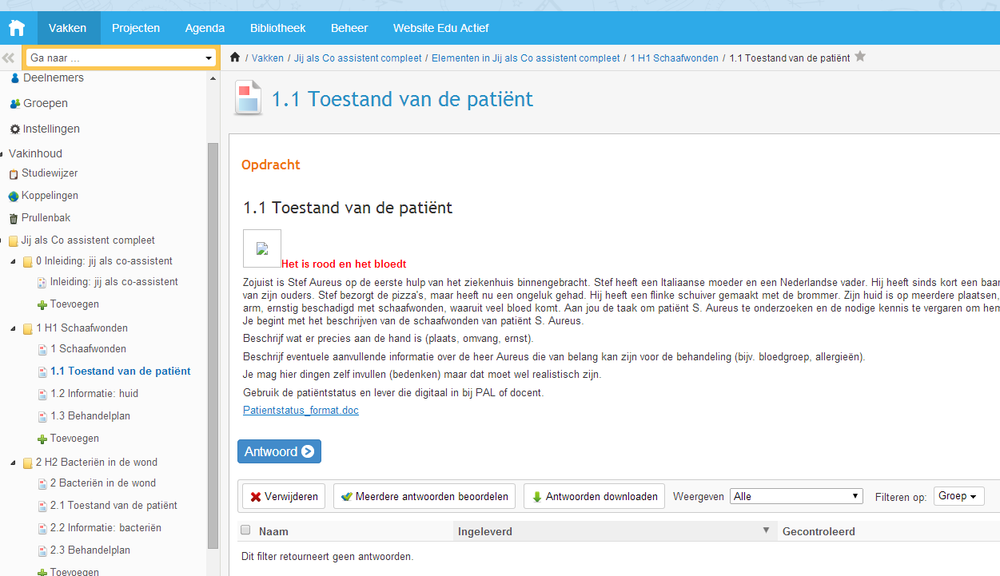 Vakken Projecten Agenda Bibliotheek Beheer Website Edu Actief
Ga naar ...
/ Vakken / Jij als Co assistent compleet / Elementen in Jij als Co assistent compleet / 1 H1 Schaafwonden / 1.1 Toestand van de patiënt
Deelnemers
Groepen
Instellingen
Vakinhoud
Studiewijzer
Koppelingen
Prullenbak
Jij als Co assistent compleet
0 Inleiding: jij als co-assistent
Inleiding: jij als co-assistent
Toevoegen
1 H1 Schaafwonden
1 Schaafwonden
1.1 Toestand van de patiënt
1.2 Informatie: huid
1.3 Behandelplan
Toevoegen
2 H2 Bacteriën in de wond
2 Bacteriën in de wond
2.1 Toestand van de patiënt
2.2 Informatie: bacteriën
2.3 Behandelplan
Toevoegen
1.1 Toestand van de patiënt
Opdracht
1.1 Toestand van de patiënt
Het is rood en het bloedt
Zojuist is Stef Aureus op de eerste hulp van het ziekenhuis binnengebracht. Stef heeft een Italiaanse moeder en een Nederlandse vader. Hij heeft sinds kort een baan
van zijn ouders. Stef bezorgt de pizza's, maar heeft nu een ongeluk gehad. Hij heeft een flinke schuiver gemaakt met de brommer. Zijn huid is op meerdere plaatsen,
arm, ernstig beschadigd met schaafwonden, waaruit veel bloed komt. Aan jou de taak om patiënt S. Aureus te onderzoeken en de nodige kennis te vergaren om hem
Je begint met het beschrijven van de schaafwonden van patiënt S. Aureus.
Beschrijf wat er precies aan de hand is (plaats, omvang, ernst).
Beschrijf eventuele aanvullende informatie over de heer Aureus die van belang kan zijn voor de behandeling (bijv. bloedgroep, allergieën).
Je mag hier dingen zelf invullen (bedenken) maar dat moet wel realistisch zijn.
Gebruik de patiëntstatus en lever die digitaal in bij PAL of docent.
Patientstatus_format.doc
Antwoord
Verwijderen Meerdere antwoorden beoordelen Antwoorden downloaden Weergeven Alle Filteren op: Groep
Naam Ingeleverd Gecontroleerd
Dit filter retourneert geen antwoorden.